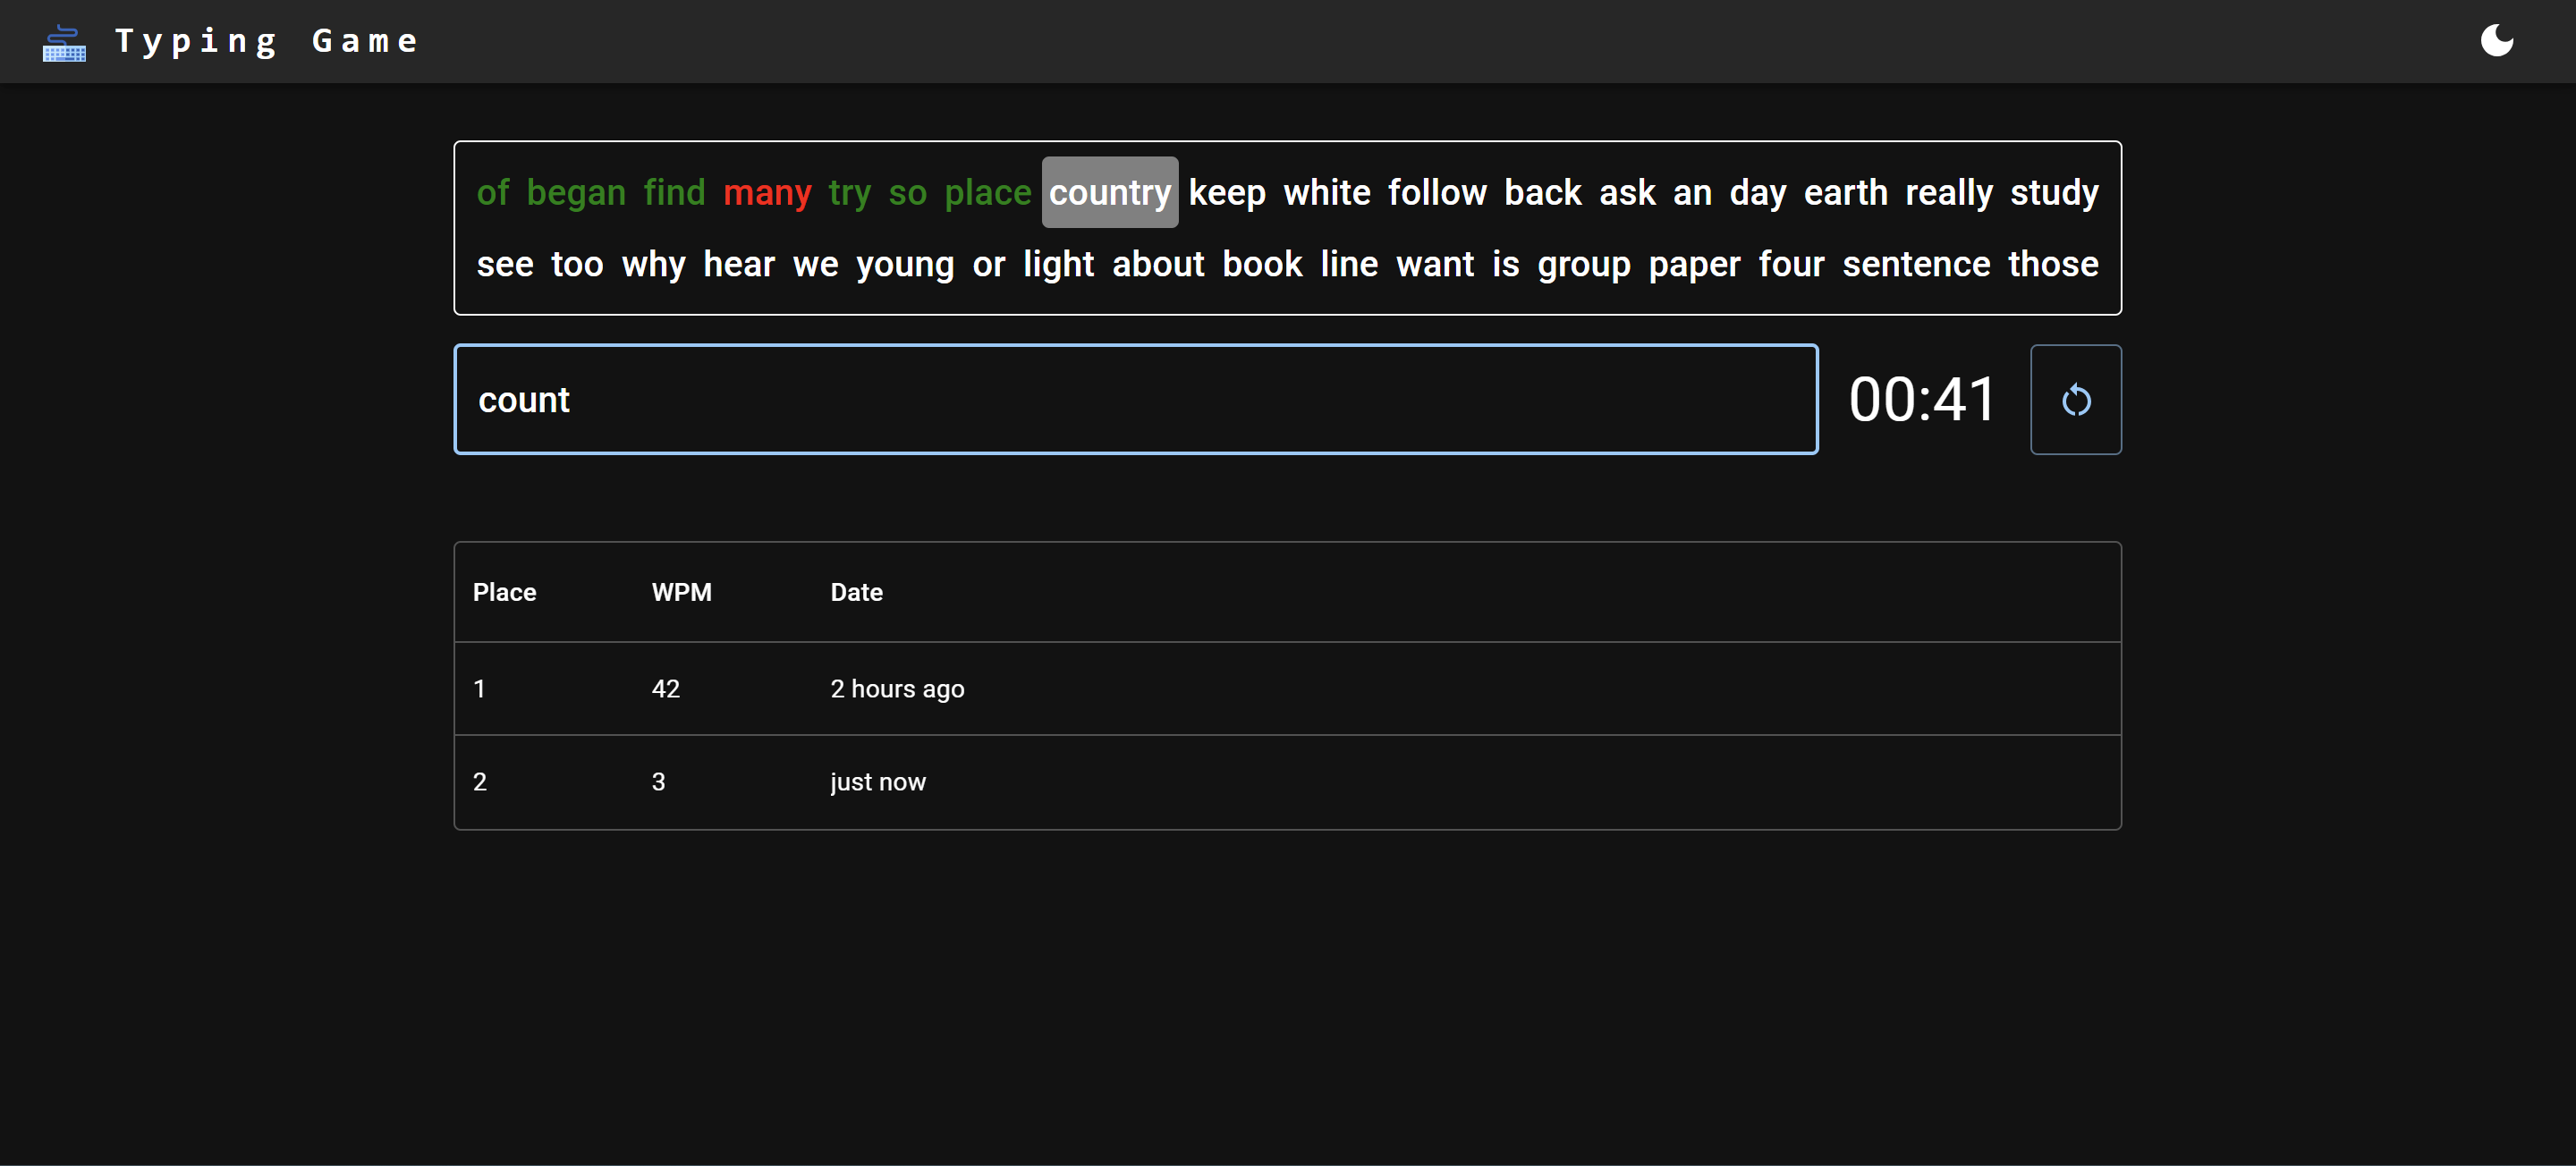 Typing Game
of began find many try so place country keep white follow back ask an day earth really study
see too why hear we young or light about book line want is group paper four sentence those
count
00:41
Place WPM Date
1 42 2 hours ago
2 3 just now